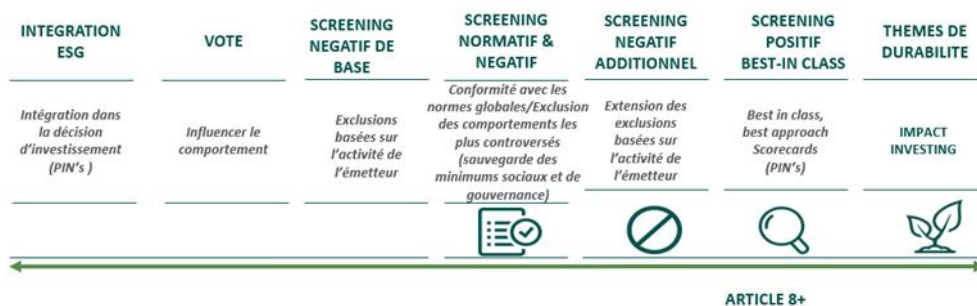 INTEGRATION
ESG
VOTE
SCREENING
NEGATIF DE
BASE
SCREENING
NORMATIF &
NEGATIF
SCREENING
NEGATIF
ADDITIONNEL
SCREENING
POSITIF
BEST-IN CLASS
THEMES DE
DURABILITE
Intégration dans
la décision
d'investissement
(PIN's )
Influencer le
comportement
Exclusions
basées sur
l'activité de
l'émetteur
Conformité avec les
normes globales/Exclusion
des comportements les
plus controversés
(sauvegarde des
minimums sociaux et de
gouvernance)
Extension des
exclusions
basées sur
l'activité de
l'émetteur
Best in class,
best approach
Scorecards
(PIN's)
IMPACT
INVESTING
ARTICLE 8+